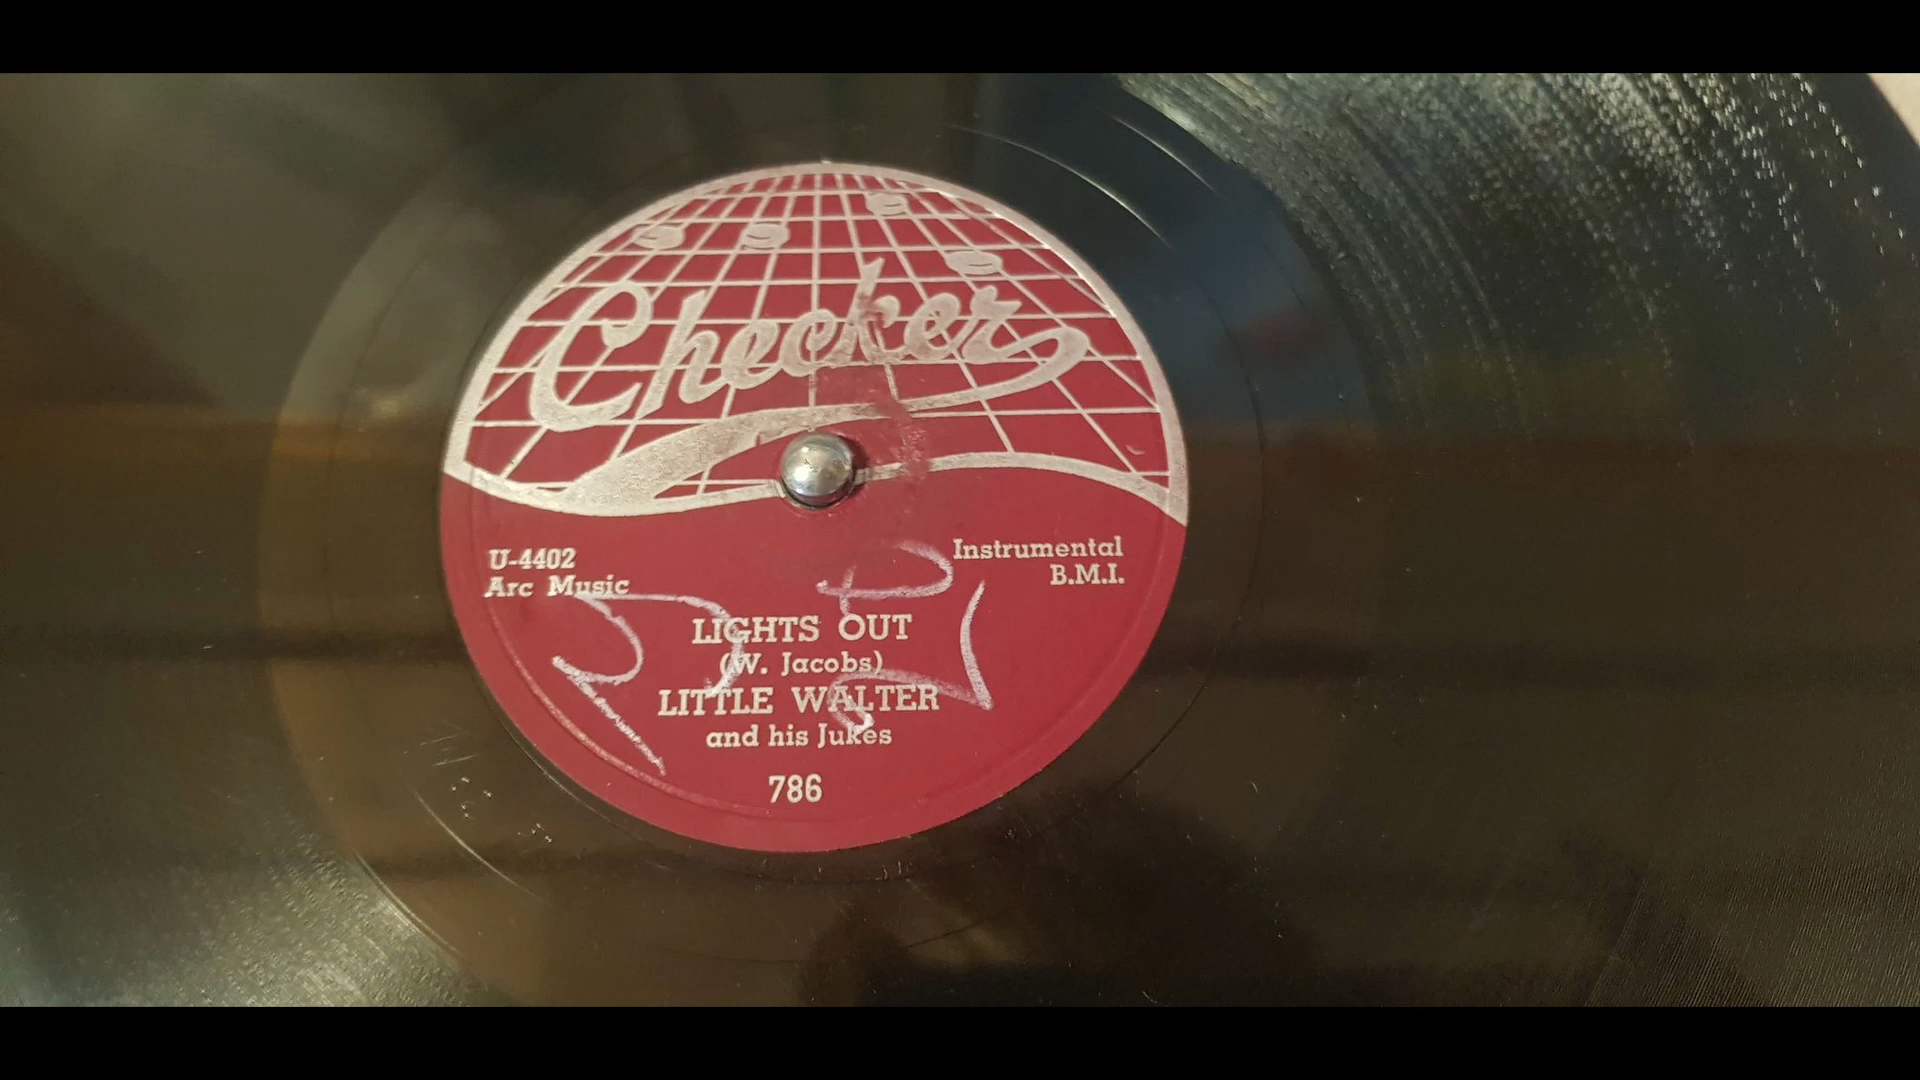 Checker
U-4402
Arc Music
Instrumental
B.M.I.
LIGHTS OUT
(W. Jacobs)
LITTLE WALTER
and his Jukes
786